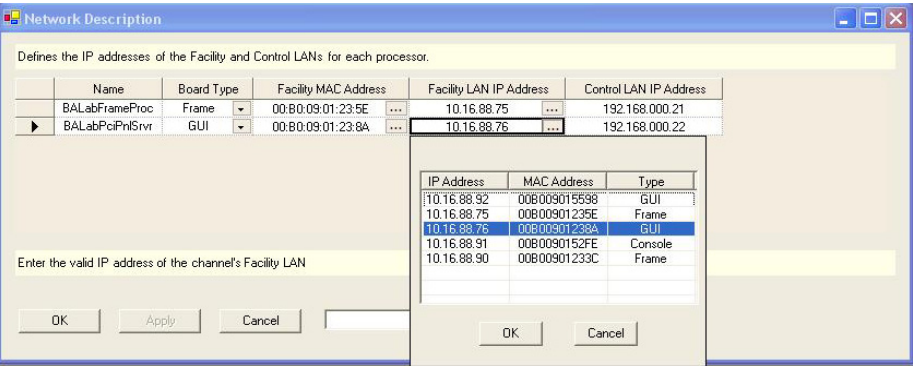 Network Description
Defines the IP addresses of the Facility and Control LANs for each processor.
Name Board Type Facility MAC Address Facility LAN IP Address Control LAN IP Address
BALabFrameProc Frame 00:B0:09:01:23:5E ... 10.16.88.75 ... 192.168.000.21
BALabPciPnlSrvr GUI 00:B0:09:01:23:8A ... 10.16.88.76 ... 192.168.000.22
IP Address MAC Address Type
10.16.88.92 00B009015598 GUI
10.16.88.75 00B00901235E Frame
10.16.88.76 00B00901238A GUI
10.16.88.91 00B0090152FE Console
10.16.88.90 00B00901233C Frame
Enter the valid IP address of the channel's Facility LAN
OK Apply Cancel
OK Cancel